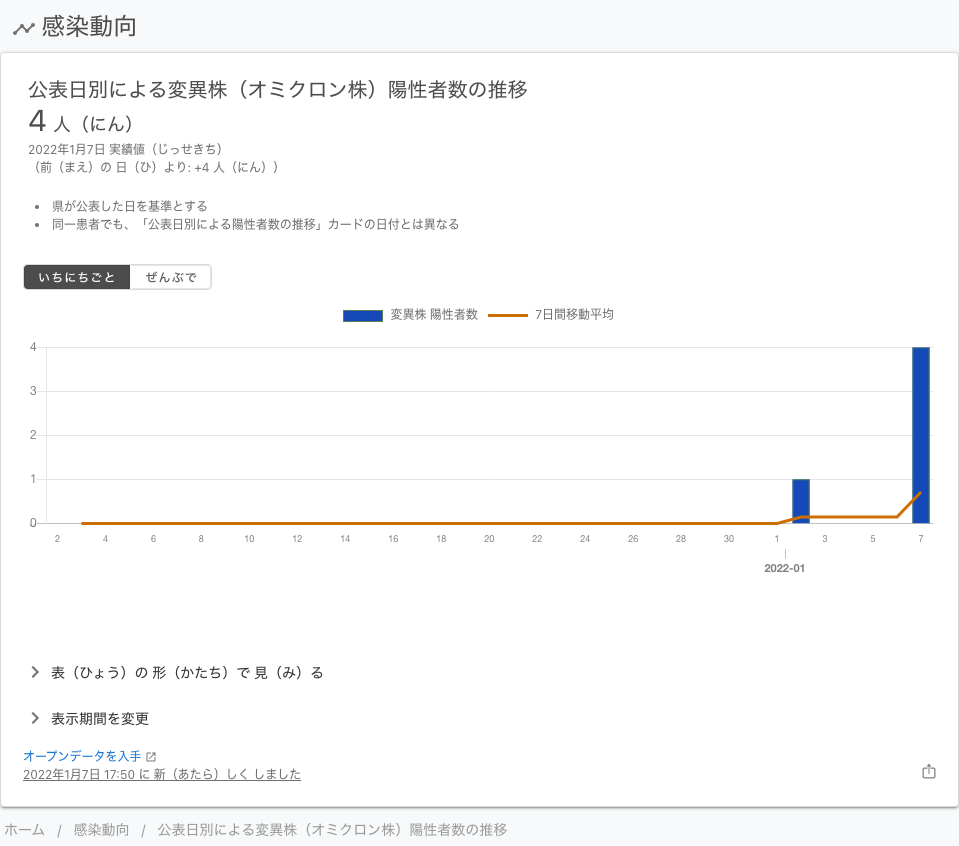 感染動向
公表日別による変異株（オミクロン株）陽性者数の推移
4 人（にん）
2022年1月7日 実績値（じっせきち）
（前（まえ）の 日（ひ）より: +4 人（にん））
• 県が公表した日を基準とする
• 同一患者でも、「公表日別による陽性者数の推移」カードの日付とは異なる
いちにちごと ぜんぶで
変異株 陽性者数 7日間移動平均
4
3
2
1
0
2 4 6 8 10 12 14 16 18 20 22 24 26 28 30 1 3 5 7
2022-01
表（ひょう）の 形（かたち）で 見（み）る
表示期間を変更
オープンデータを入手
2022年1月7日 17:50 に 新（あたら）しく しました
ホーム / 感染動向 / 公表日別による変異株（オミクロン株）陽性者数の推移